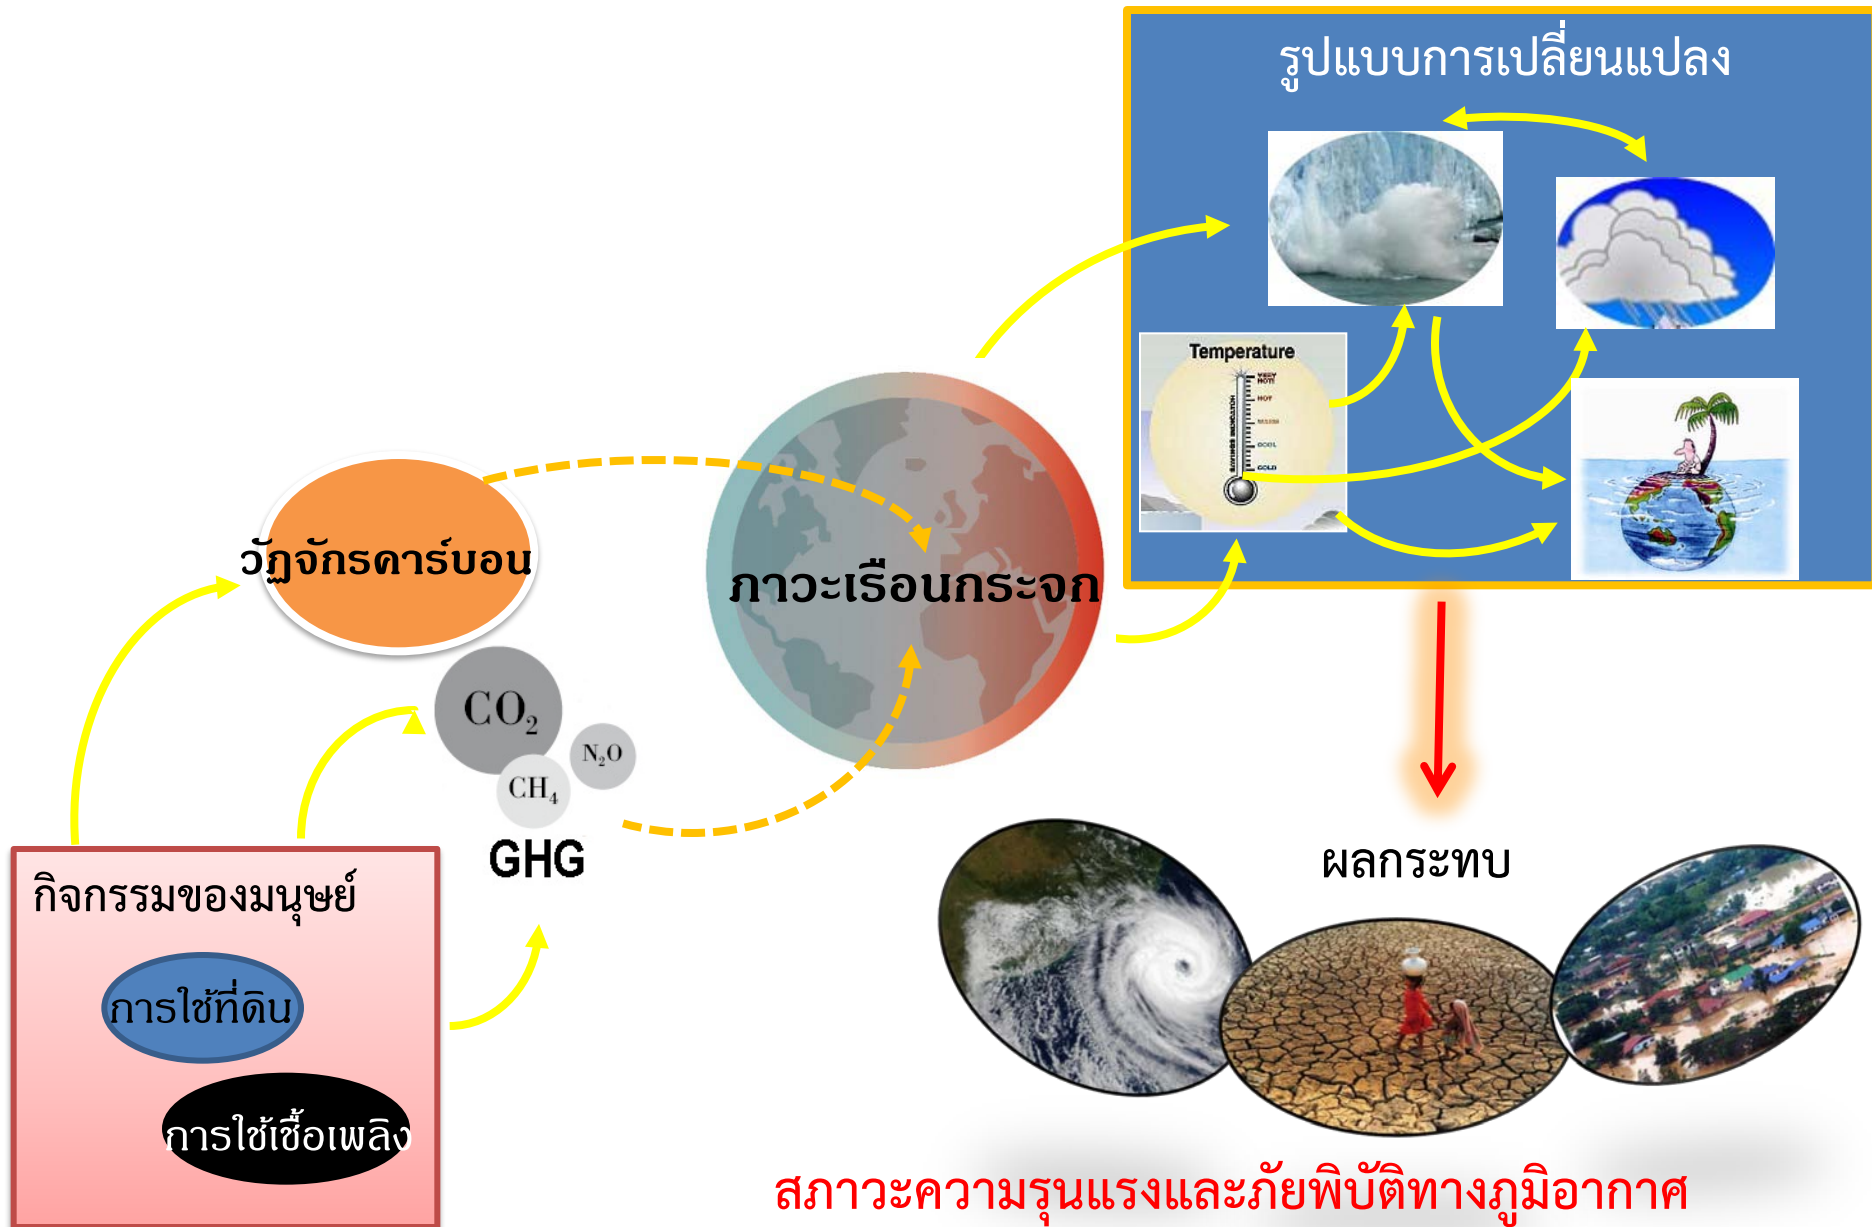 รูปแบบการเปลี่ยนแปลง
Temperature
VERY
HOT!
HOT
COOL
COLD
วัฏจักรคาร์บอน
ภาวะเรือนกระจก
CO₂
N₂O
CH₄
GHG
กิจกรรมของมนุษย์
การใช้ที่ดิน
การใช้เชื้อเพลิง
ผลกระทบ
สภาวะความรุนแรงและภัยพิบัติทางภูมิอากาศ